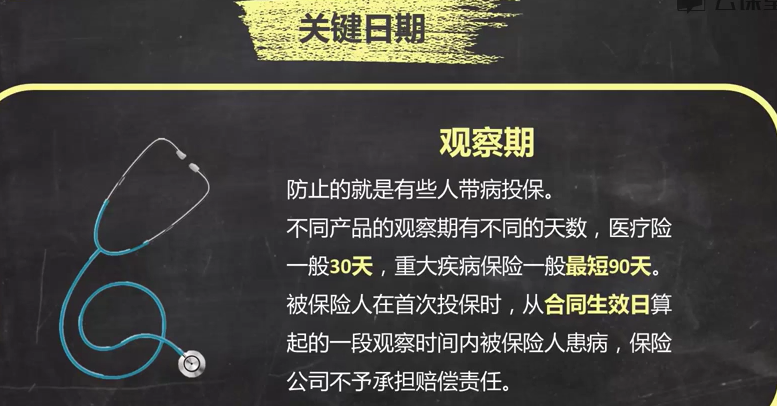 关键日期
观察期
防止的就是有些人带病投保。
不同产品的观察期有不同的天数，医疗险
一般30天，重大疾病保险一般最短90天。
被保险人在首次投保时，从合同生效日算
起的一段观察时间内被保险人患病，保险
公司不予承担赔偿责任。